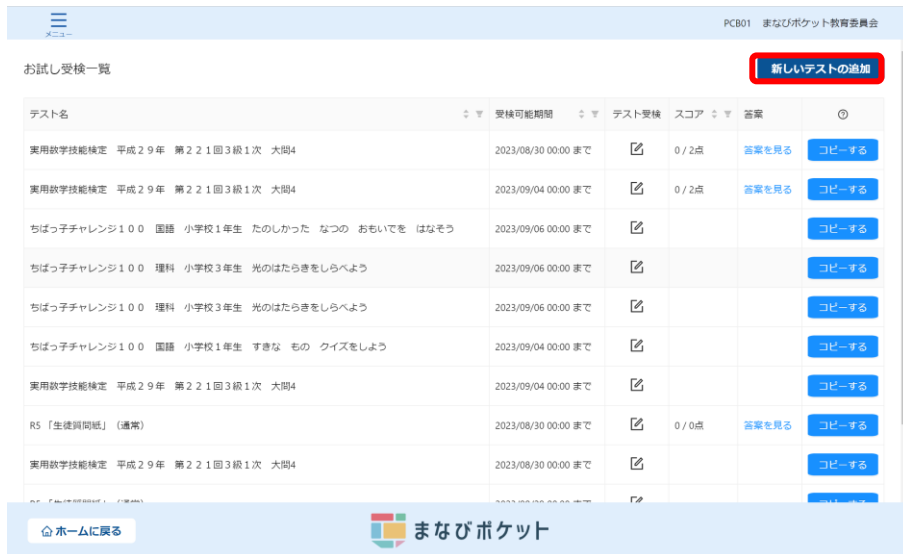 メニュー
PCB01 まなびポケット教育委員会
お試し受検一覧
新しいテストの追加
テスト名 受検可能期間 テスト受検 スコア 答案
実用数学技能検定 平成29年 第221回3級1次 大問4 2023/08/30 00:00 まで 0 / 2点 答案を見る コピーする
実用数学技能検定 平成29年 第221回3級1次 大問4 2023/09/04 00:00 まで 0 / 2点 答案を見る コピーする
ちばっ子チャレンジ100 国語 小学校1年生 たのしかった なつの おもいでを はなそう 2023/09/06 00:00 まで コピーする
ちばっ子チャレンジ100 理科 小学校3年生 光のはたらきをしらべよう 2023/09/06 00:00 まで コピーする
ちばっ子チャレンジ100 理科 小学校3年生 光のはたらきをしらべよう 2023/09/06 00:00 まで コピーする
ちばっ子チャレンジ100 国語 小学校1年生 すきな もの クイズをしよう 2023/09/04 00:00 まで コピーする
実用数学技能検定 平成29年 第221回3級1次 大問4 2023/09/04 00:00 まで コピーする
R5「生徒質問紙」(通常) 2023/08/30 00:00 まで 0 / 0点 答案を見る コピーする
実用数学技能検定 平成29年 第221回3級1次 大問4 2023/08/30 00:00 まで コピーする
ホームに戻る
まなびポケット